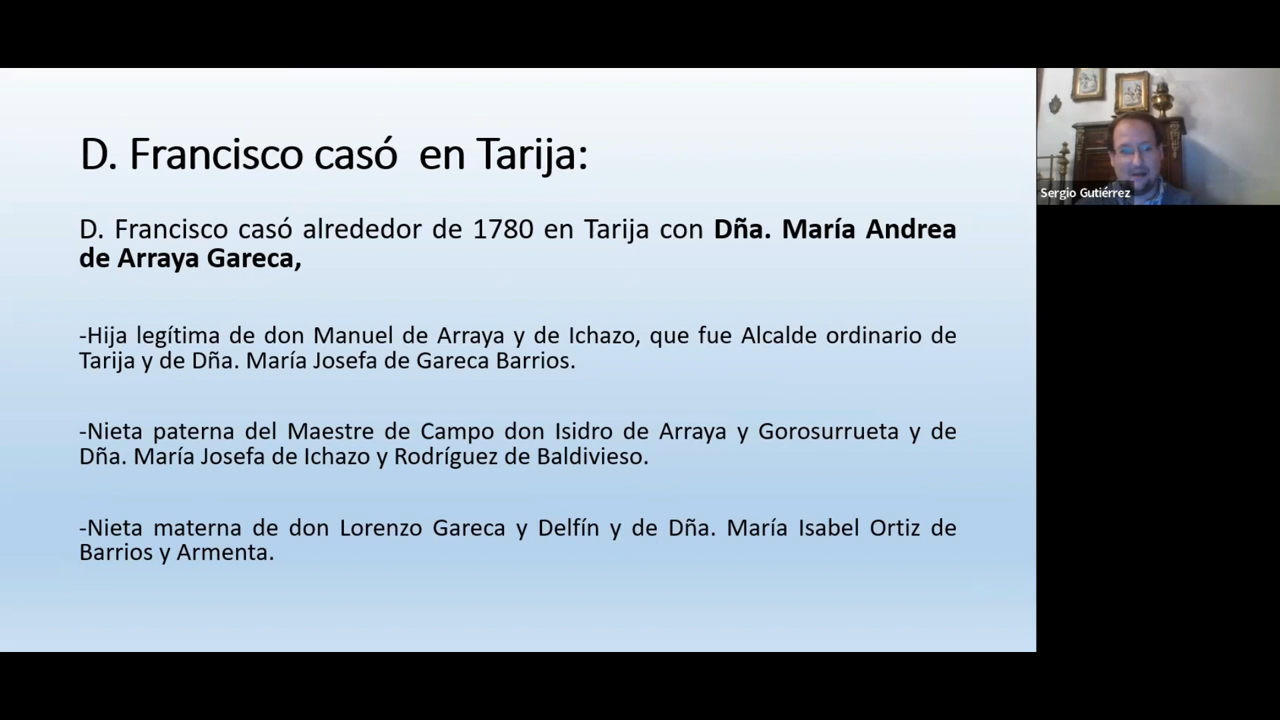 D. Francisco casó  en Tarija:
D. Francisco casó alrededor de 1780 en Tarija con Dña. María Andrea
de Arraya Gareca,
-Hija legítima de don Manuel de Arraya y de Ichazo, que fue Alcalde ordinario de
Tarija y de Dña. María Josefa de Gareca Barrios.
-Nieta paterna del Maestre de Campo don Isidro de Arraya y Gorosurrueta y de
Dña. María Josefa de Ichazo y Rodríguez de Baldivieso.
-Nieta materna de don Lorenzo Gareca y Delfín y de Dña. María Isabel Ortiz de
Barrios y Armenta.
Sergio Gutiérrez